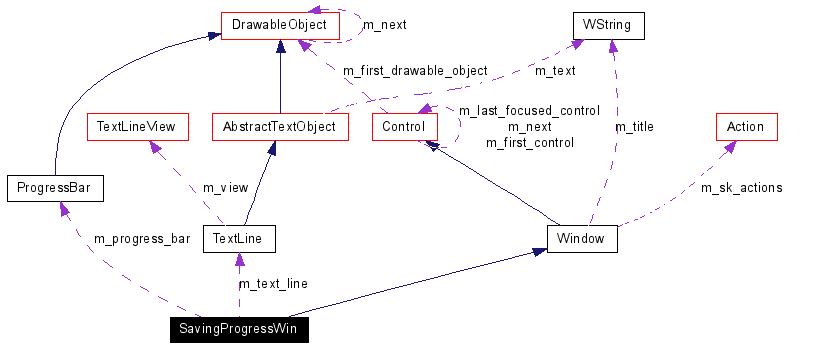 DrawableObject
m_next
WString
m_first_drawable_object
m_text
TextLineView
AbstractTextObject
Control
m_last_focused_control
m_next
m_first_control
m_title
Action
ProgressBar
m_view
m_sk_actions
m_progress_bar
TextLine
Window
m_text_line
SavingProgressWin